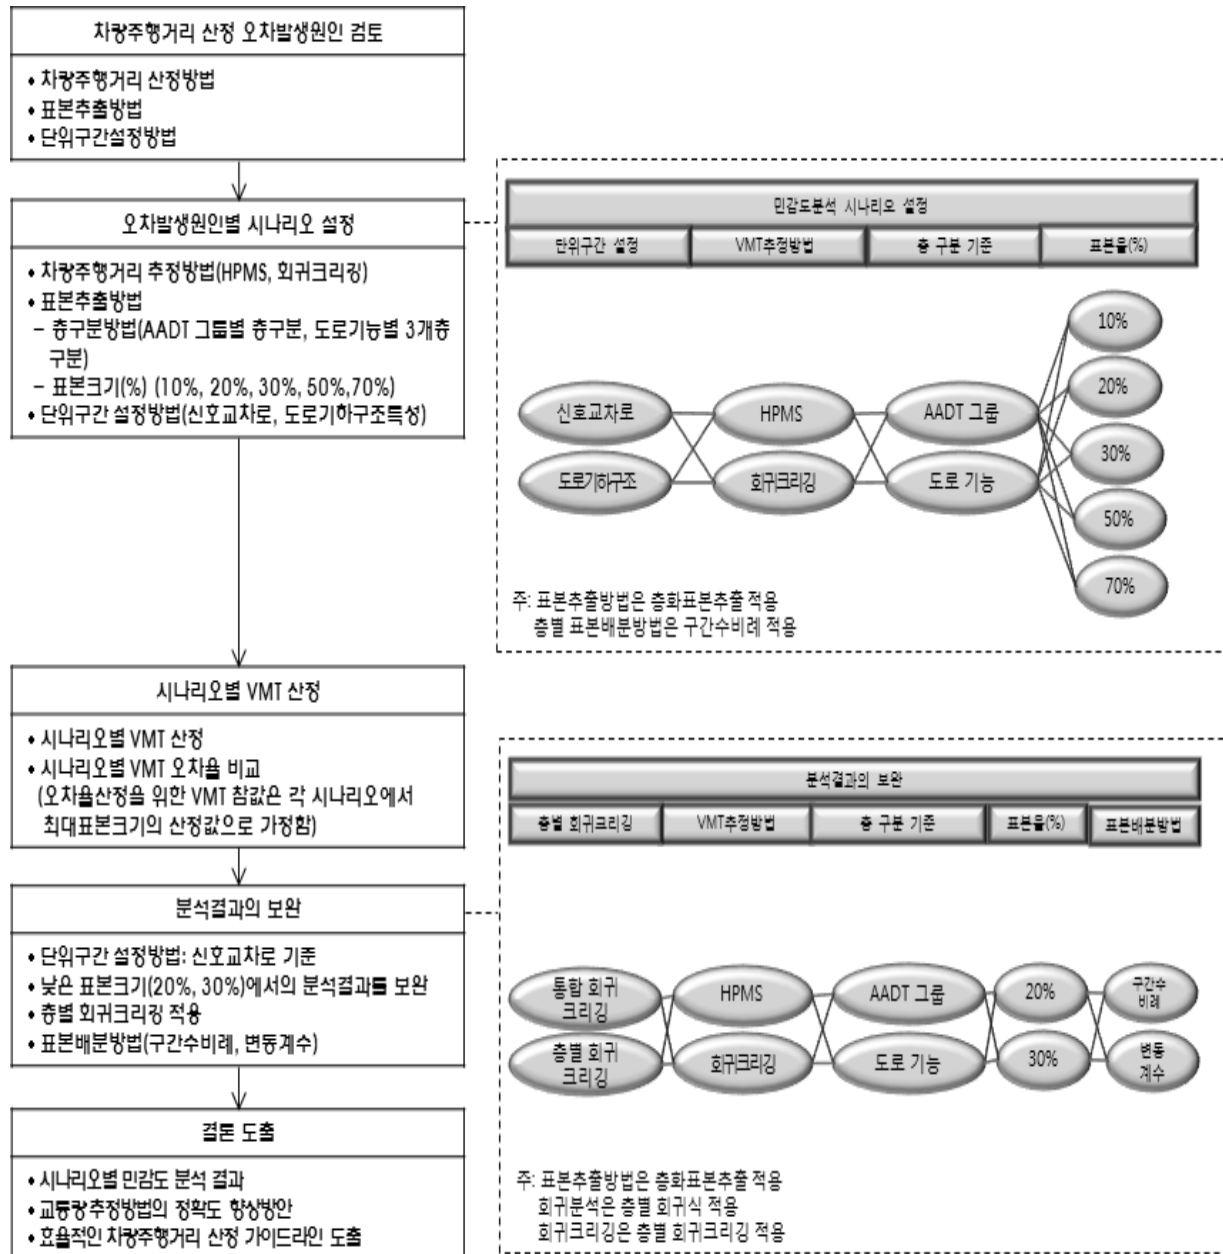 차량주행거리 산정 오차발생원인 검토
• 차량주행거리 산정방법
• 표본추출방법
• 단위구간설정방법
오차발생원인별 시나리오 설정
• 차량주행거리 추정방법(HPMS, 회귀크리깅)
• 표본추출방법
– 층구분방법(AADT 그룹별 층구분, 도로기능별 3개층
구분)
– 표본크기(%) (10%, 20%, 30%, 50%,70%)
• 단위구간 설정방법(신호교차로, 도로기하구조특성)
민감도분석 시나리오 설정
단위구간 설정
VMT추정방법
층 구분 기준
표본율(%)
신호교차로
도로기하구조
HPMS
회귀크리깅
AADT 그룹
도로 기능
10%
20%
30%
50%
70%
주: 표본추출방법은 층화표본추출 적용
층별 표본배분방법은 구간수비례 적용
시나리오별 VMT 산정
• 시나리오별 VMT 산정
• 시나리오별 VMT 오차율 비교
(오차율산정을 위한 VMT 참값은 각 시나리오에서
최대표본크기의 산정값으로 가정함)
분석결과의 보완
• 단위구간 설정방법: 신호교차로 기준
• 낮은 표본크기(20%, 30%)에서의 분석결과를 보완
• 층별 회귀크리깅 적용
• 표본배분방법(구간수비례, 변동계수)
분석결과의 보완
층별 회귀크리깅
VMT추정방법
층 구분 기준
표본율(%)
표본배분방법
통합 회귀
크리깅
층별 회귀
크리깅
HPMS
회귀크리깅
AADT 그룹
도로 기능
20%
30%
구간수
비례
변동
계수
주: 표본추출방법은 층화표본추출 적용
회귀분석은 층별 회귀식 적용
회귀크리깅은 층별 회귀크리깅 적용
결론 도출
• 시나리오별 민감도 분석 결과
• 교통량추정방법의 정확도 향상방안
• 효율적인 차량주행거리 산정 가이드라인 도출